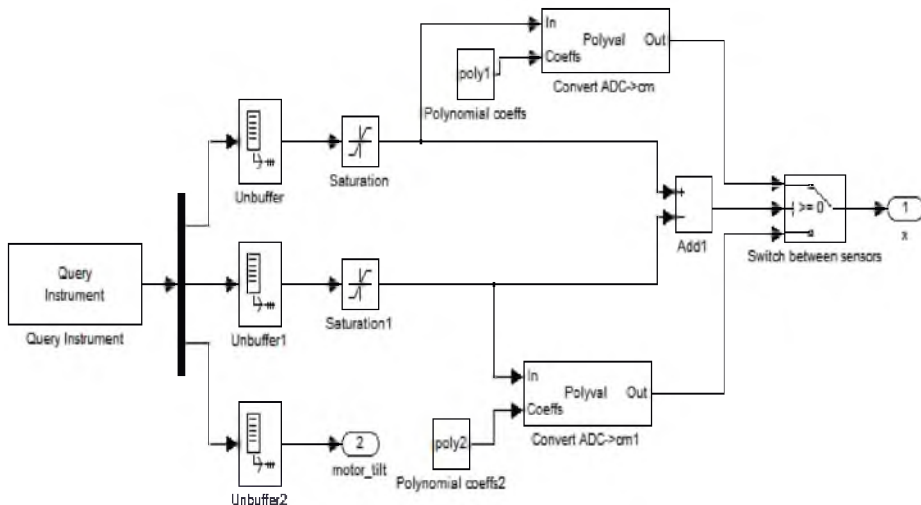 In
Polyval
Out
Coeffs
Convert ADC->cm
poly1
Polynomial coeffs
Unbuffer
Saturation
+
−
Add1
>= 0
Switch between sensors
1
x
Query
Instrument
Query Instrument
Unbuffer1
Saturation1
In
Polyval
Out
Coeffs
Convert ADC->cm1
poly2
Polynomial coeffs2
Unbuffer2
2
motor_tilt